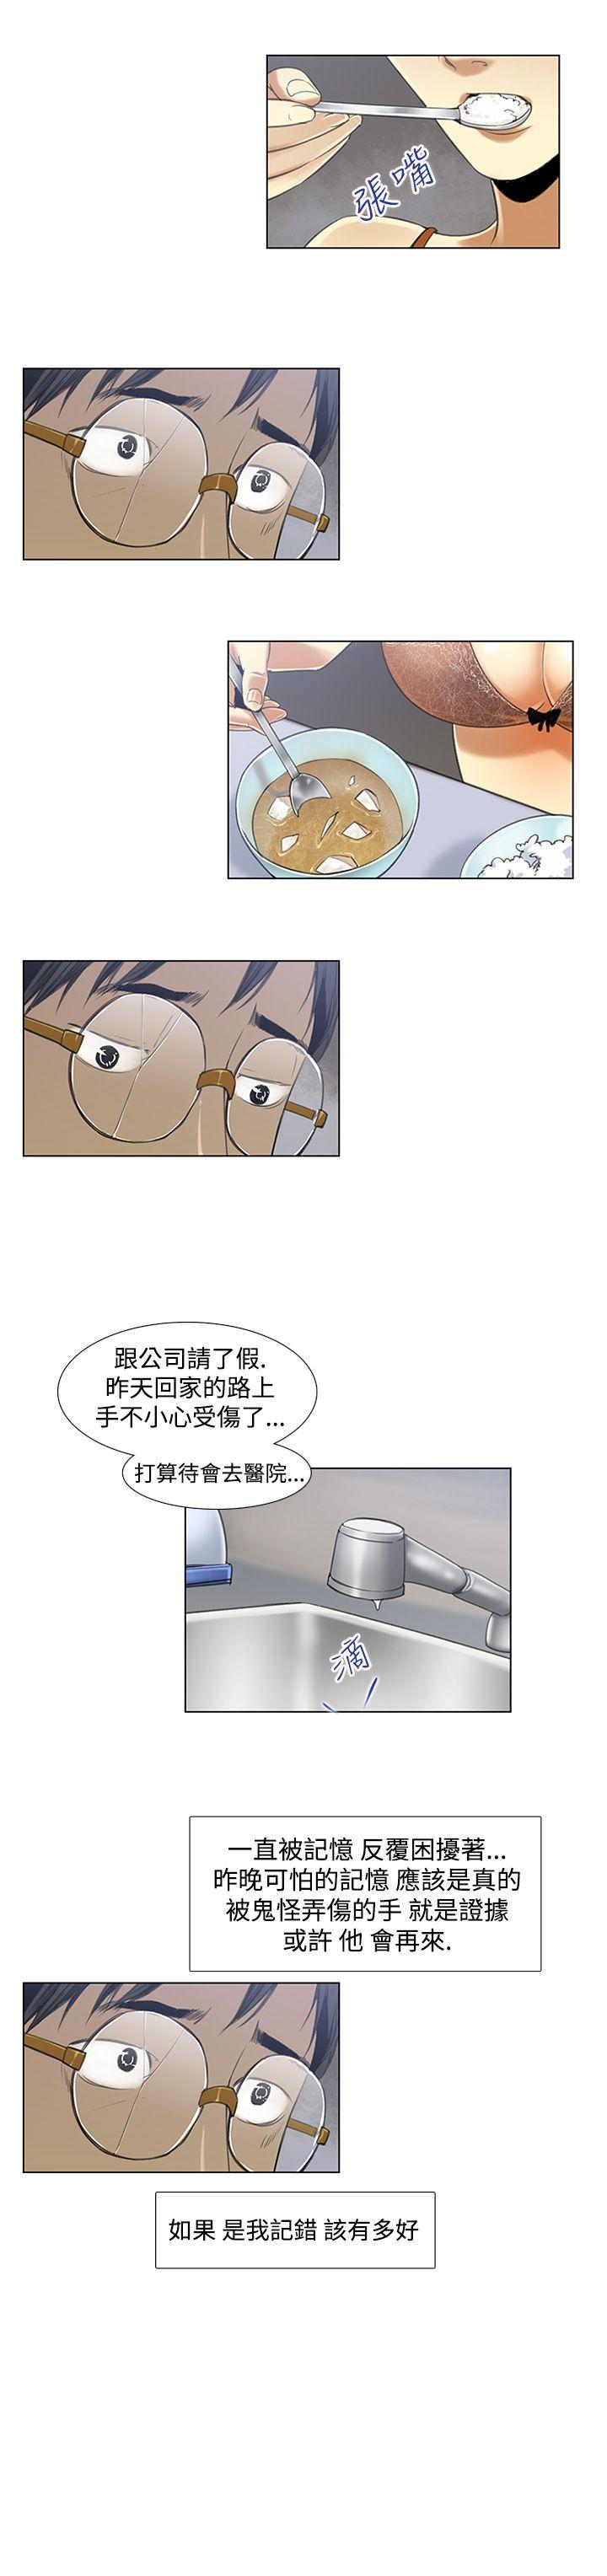 張嘴
跟公司請了假.
昨天回家的路上
手不小心受傷了...
打算待會去醫院...
滴
一直被記憶 反覆困擾著...
昨晚可怕的記憶 應該是真的
被鬼怪弄傷的手 就是證據
或許 他 會再來.
如果 是我記錯 該有多好